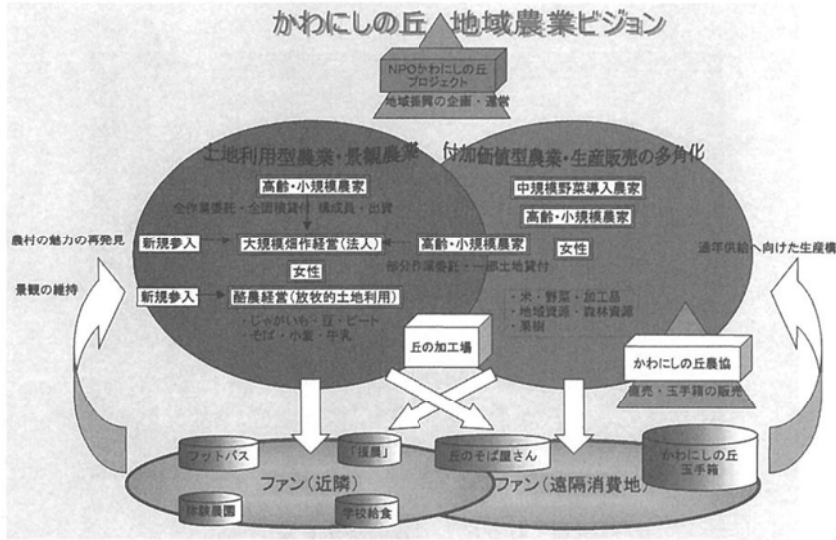 かわにしの丘 地域農業ビジョン
NPOかわにしの丘
プロジェクト
地域振興の企画・運営
土地利用型農業・景観農業
付加価値型農業・生産販売の多角化
高齢・小規模農家
全作業委託・全面積貸付 構成員・出資
中規模野菜導入農家
高齢・小規模農家
農村の魅力の再発見
新規参入
大規模畑作経営(法人)
高齢・小規模農家
女性
部分作業委託・一部土地貸付
通年供給へ向けた生産構
女性
景観の維持
新規参入
酪農経営(放牧的土地利用)
・じゃがいも・豆・ビート
・そば・小麦・牛乳
・米・野菜・加工品
・地域資源・森林資源
・果樹
丘の加工場
かわにしの丘農協
直売・玉手箱の販売
フットパス
「援農」
丘のそば屋さん
かわにしの丘
玉手箱
ファン(近隣)
ファン(遠隔消費地)
体験農園
学校給食